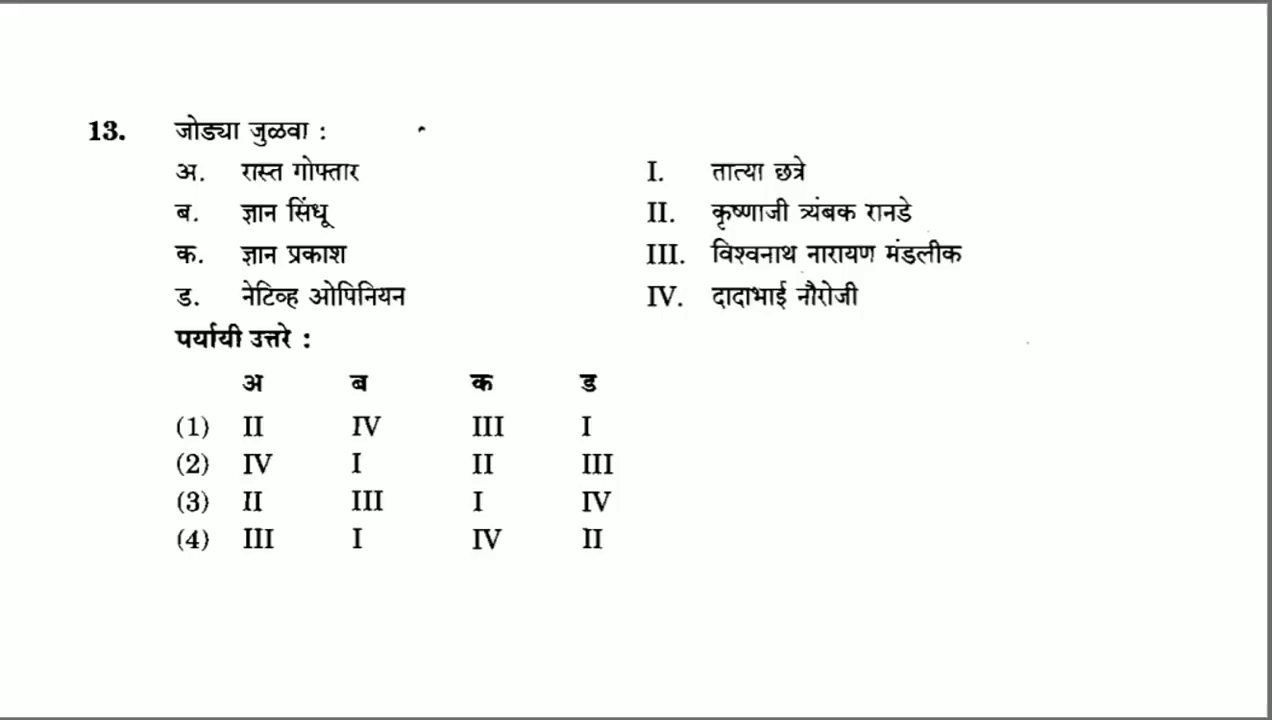 13. जोड्या जुळवा :
अ. रास्त गोफ्तार I. तात्या छत्रे
ब. ज्ञान सिंधू II. कृष्णाजी त्र्यंबक रानडे
क. ज्ञान प्रकाश III. विश्वनाथ नारायण मंडलीक
ड. नेटिव्ह ओपिनियन IV. दादाभाई नौरोजी
पर्यायी उत्तरे :
अ ब क ड
(1) II IV III I
(2) IV I II III
(3) II III I IV
(4) III I IV II